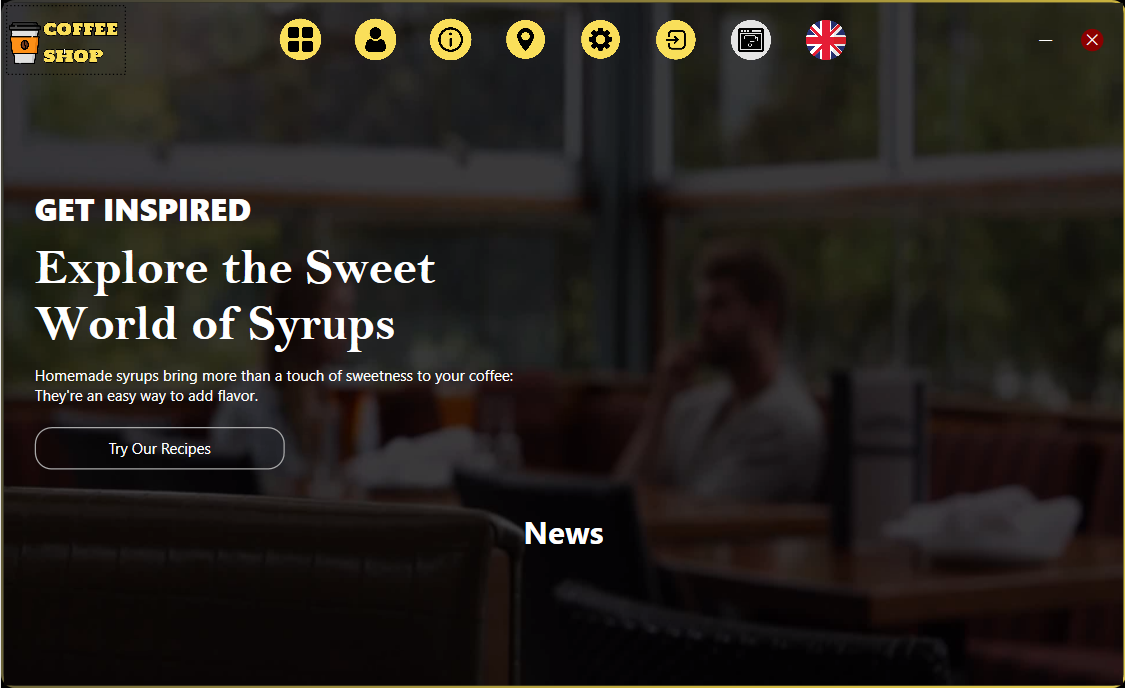 COFFEE
SHOP
GET INSPIRED
Explore the Sweet
World of Syrups
Homemade syrups bring more than a touch of sweetness to your coffee:
They're an easy way to add flavor.
Try Our Recipes
News